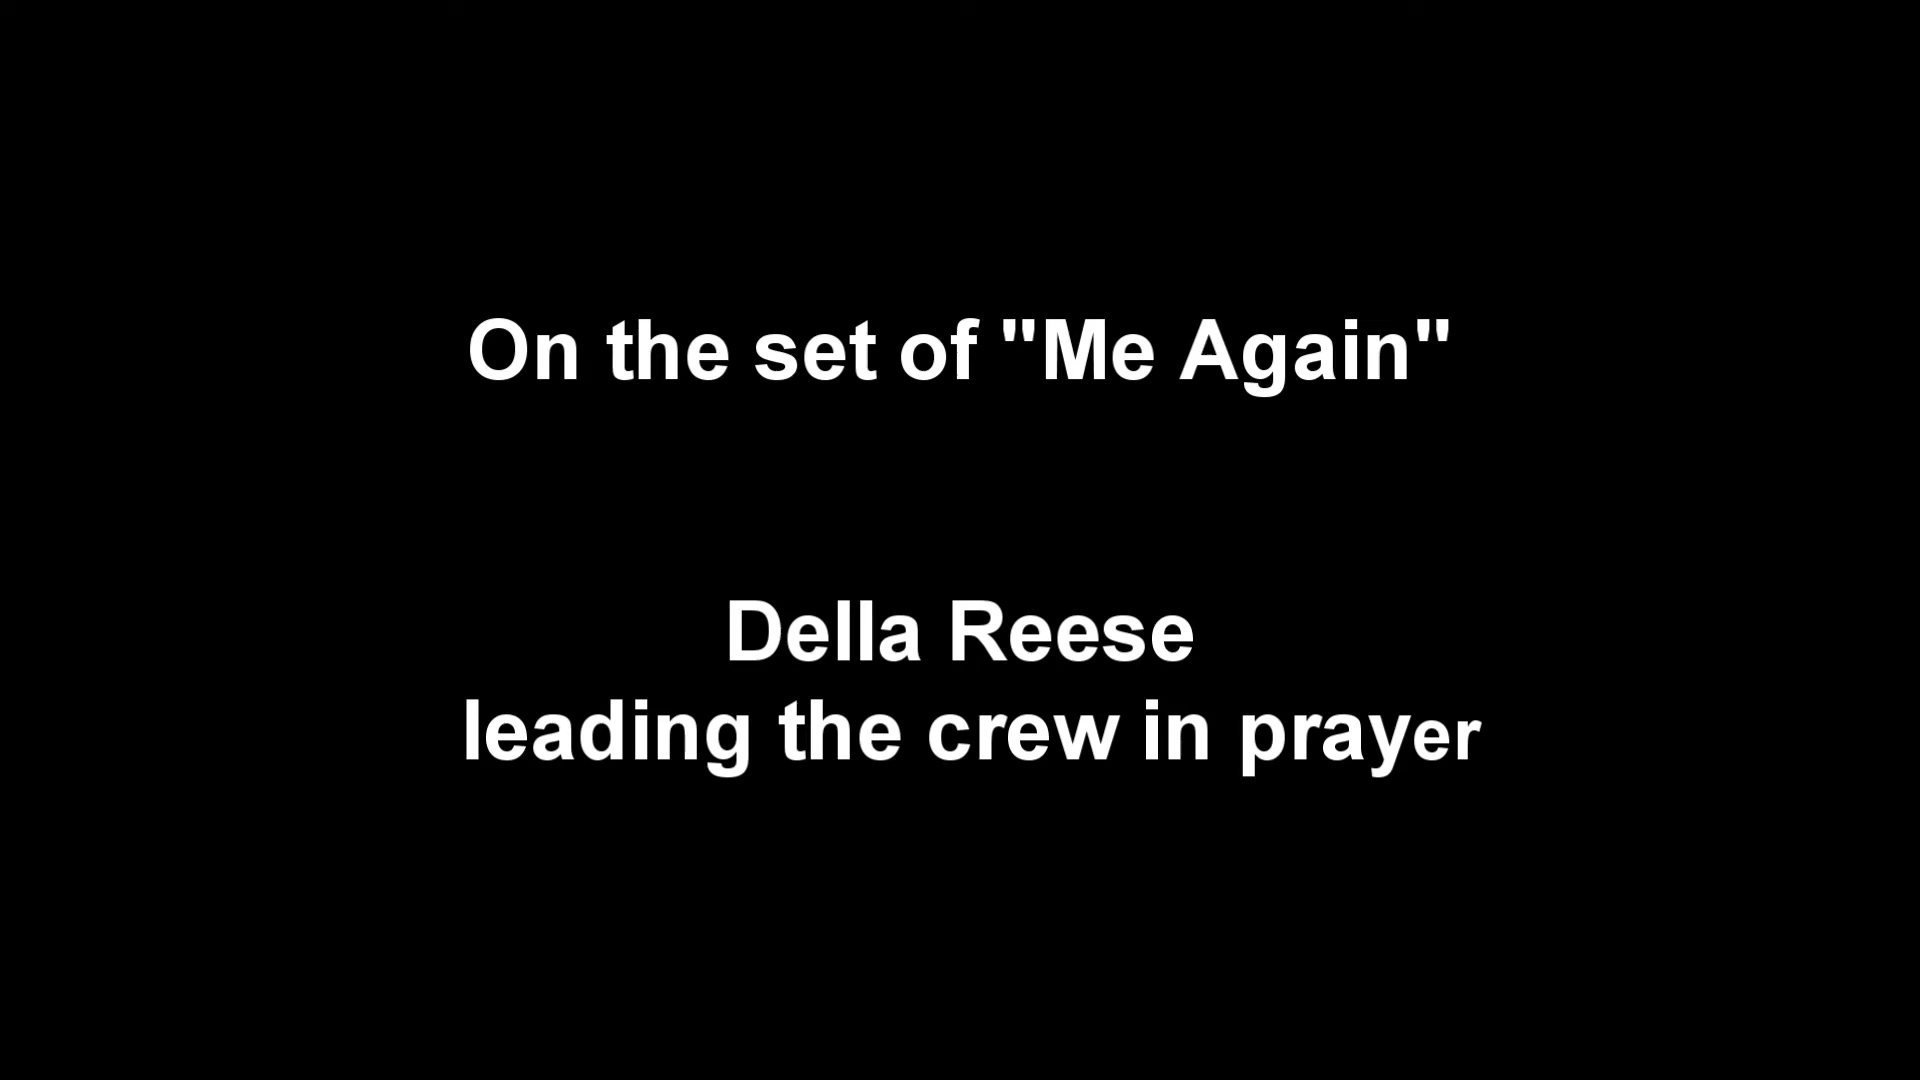 On the set of "Me Again"
Della Reese
leading the crew in prayer